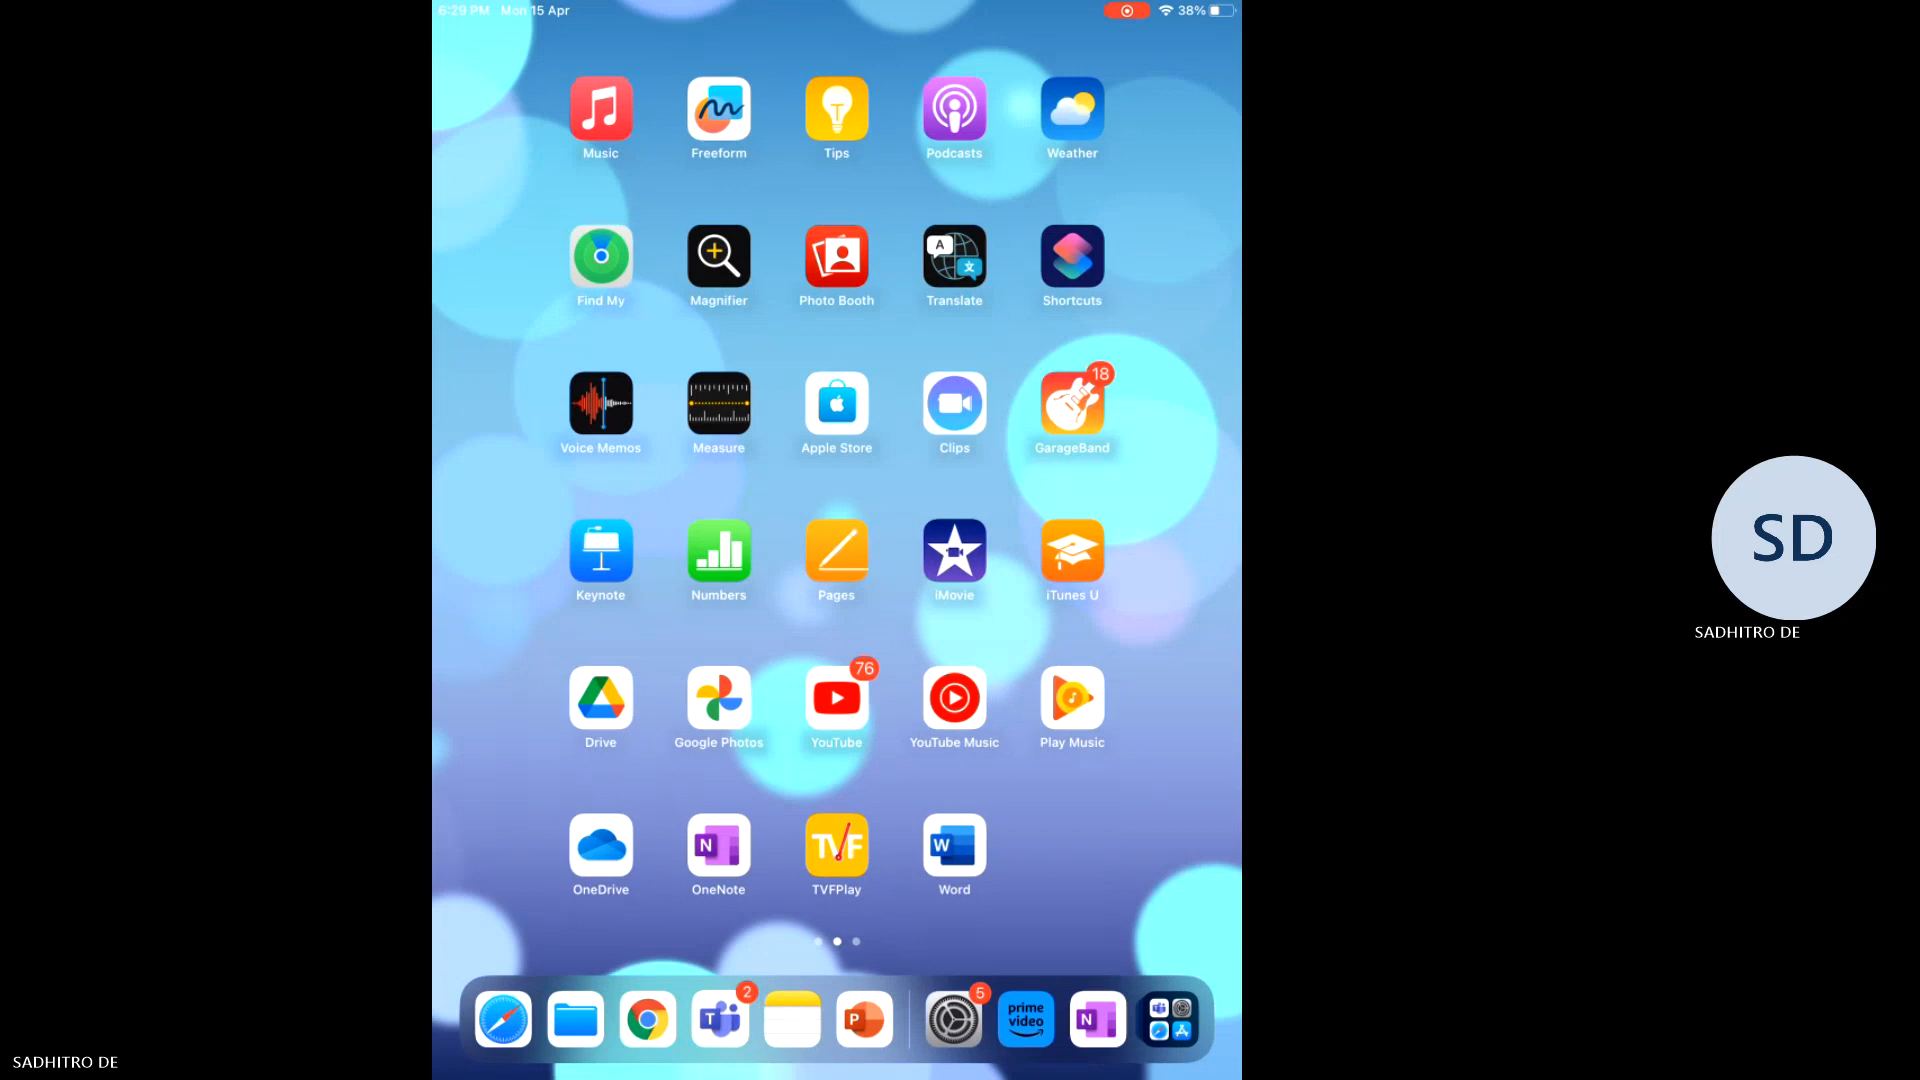 6:29 PM Mon 15 Apr
38%
Music
Freeform
Tips
Podcasts
Weather
Find My
Magnifier
Photo Booth
A
文
Translate
Shortcuts
Voice Memos
Measure
Apple Store
Clips
18
GarageBand
Keynote
Numbers
Pages
iMovie
iTunes U
Drive
Google Photos
76
YouTube
YouTube Music
Play Music
OneDrive
N
OneNote
TVF
TVFPlay
W
Word
T
2
P
5
prime
video
N
SD
SADHITRO DE
SADHITRO DE